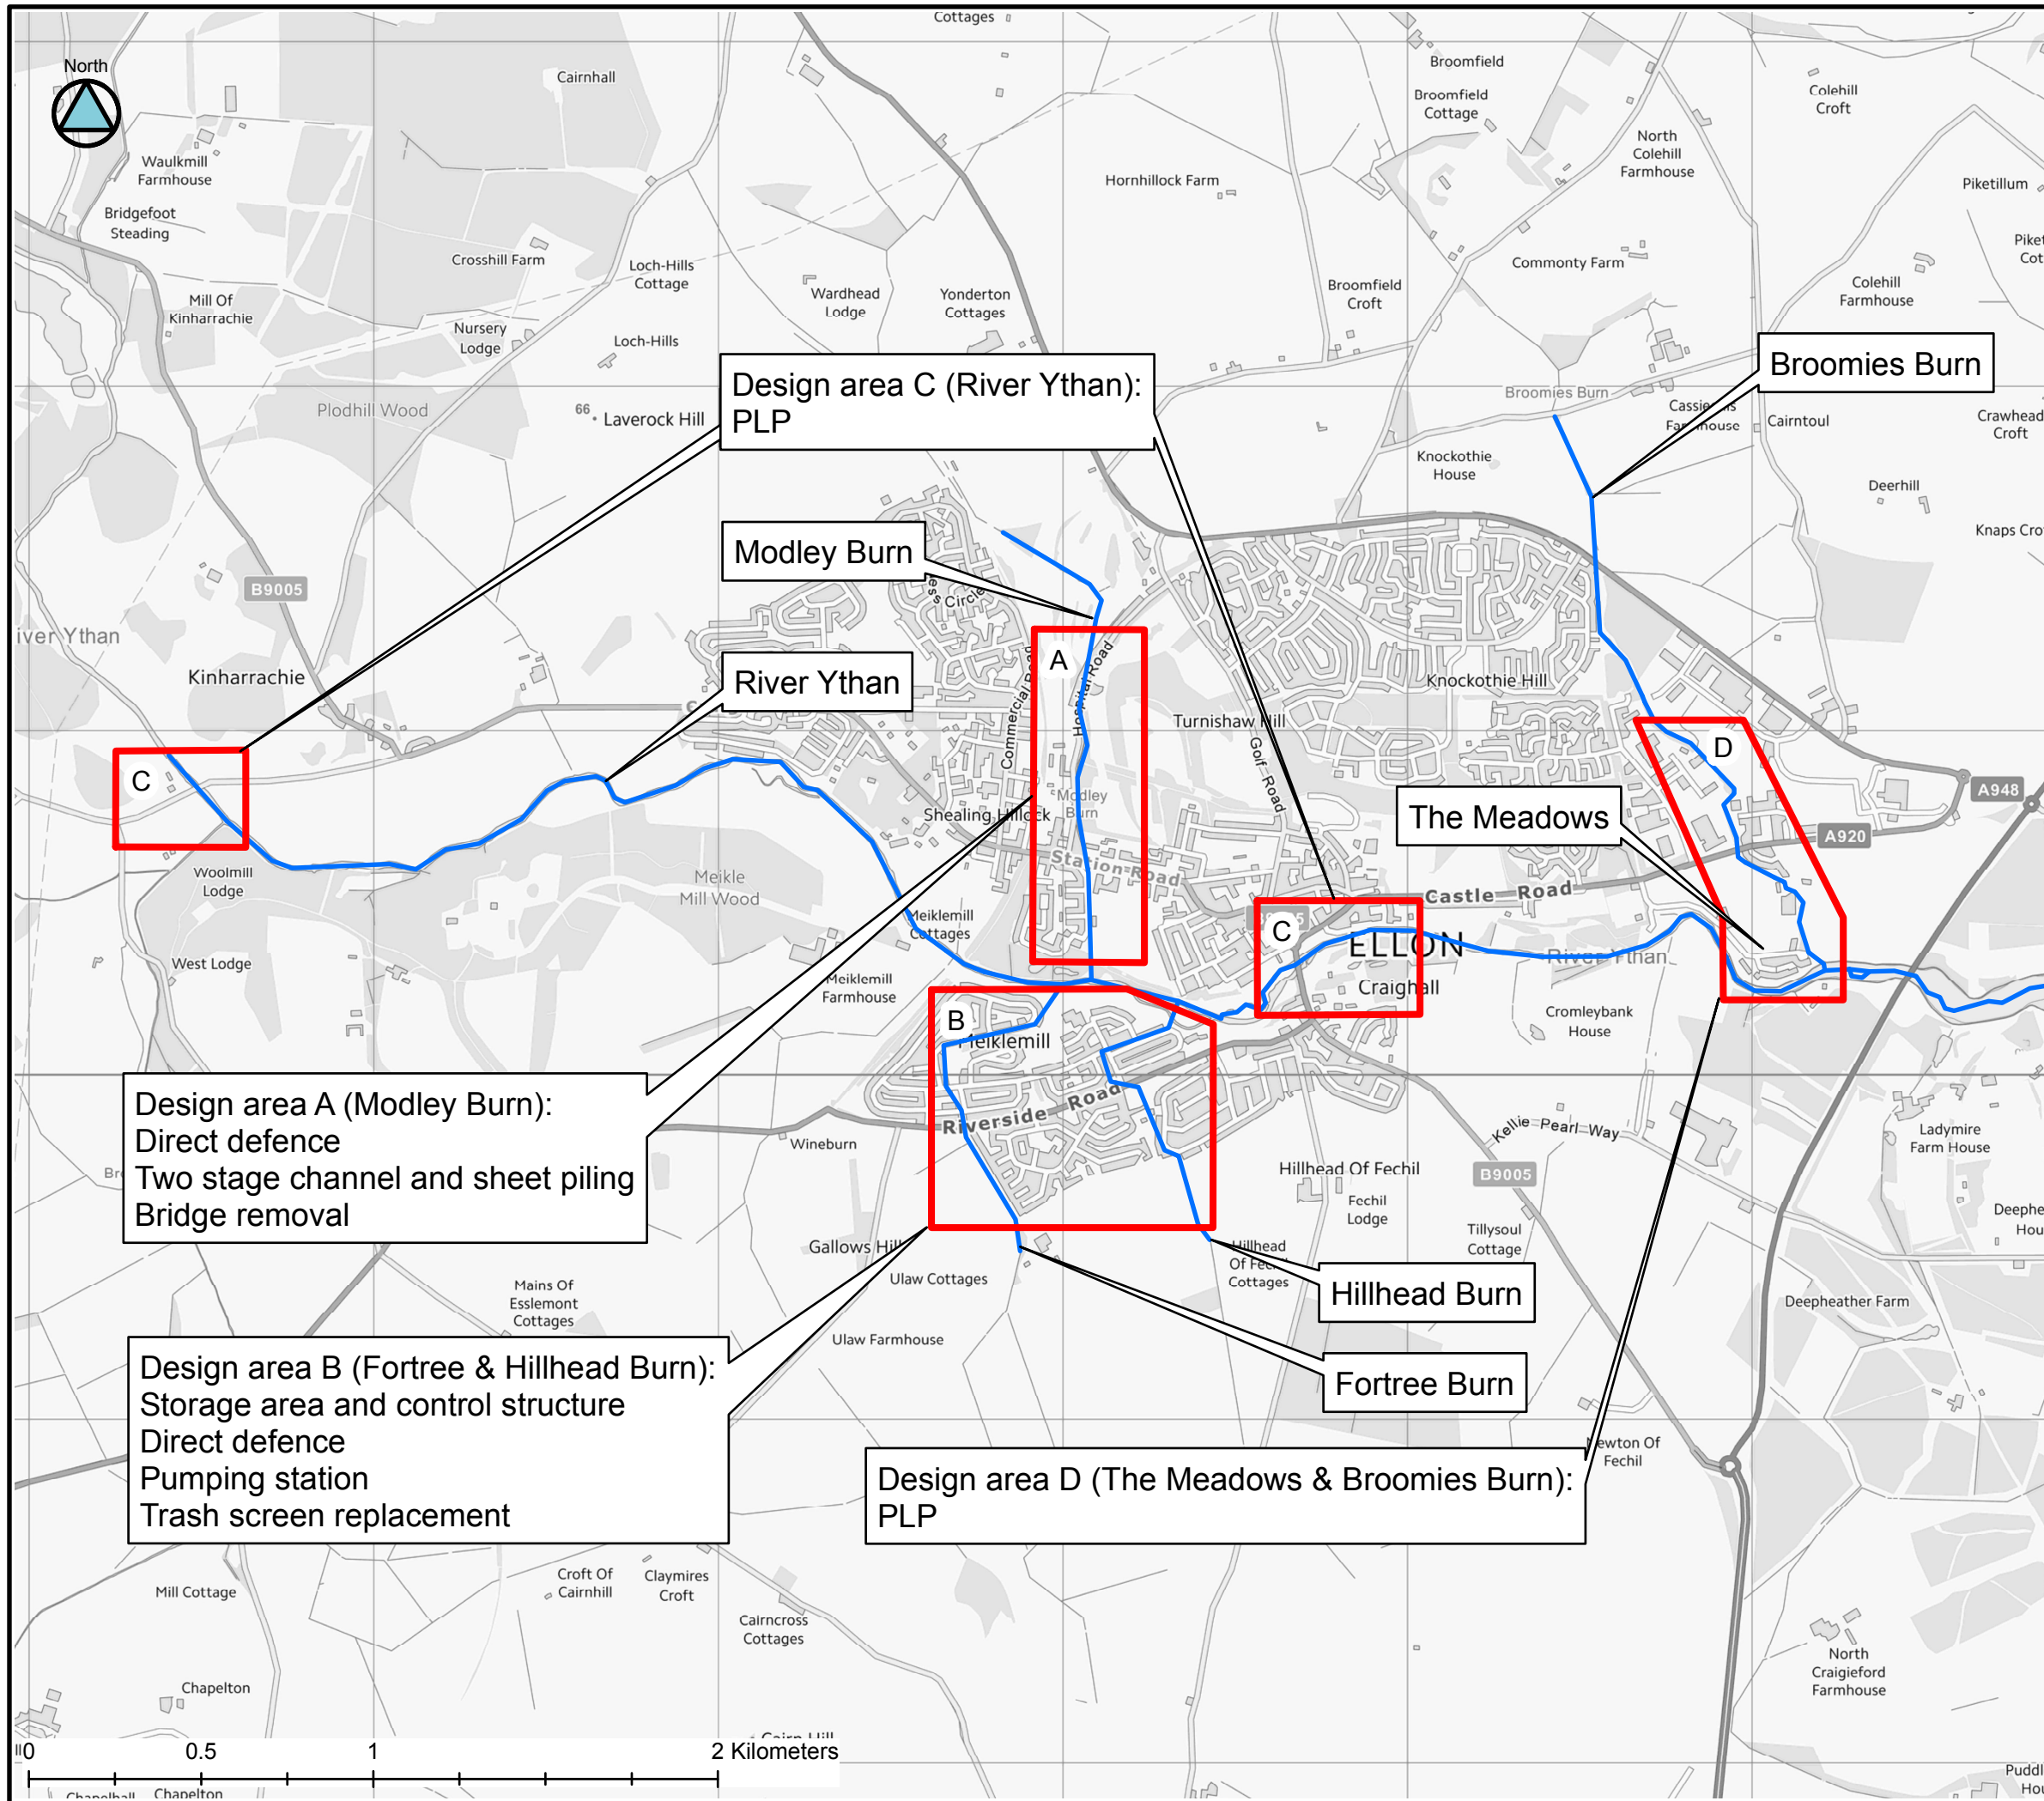 Cottages
North
Cairnhall
Broomfield
Broomfield
Cottage
Colehill
Croft
North
Colehill
Farmhouse
Waulkmill
Farmhouse
Hornhillock Farm
Piketillum
Bridgefoot
Steading
Crosshill Farm
Loch-Hills
Cottage
Commonty Farm
Mill Of
Kinharrachie
Wardhead
Lodge
Yonderton
Cottages
Broomfield
Croft
Colehill
Farmhouse
Nursery
Lodge
Loch-Hills
Design area C (River Ythan):
PLP
Broomies Burn
Plodhill Wood
66
Laverock Hill
Broomies Burn
Cairntoul
Crawhead
Croft
Knockothie
House
Deerhill
Modley Burn
B9005
River Ythan
Kinharrachie
A
Hospital Road
Knockothie Hill
Turnishaw Hill
Golf Road
C
D
The Meadows
A948
A920
Shealing Hillock
Modley
Burn
Station Road
Castle Road
Woolmill
Lodge
Meikle
Mill Wood
Meiklemill
Cottages
C
ELLON
River Ythan
West Lodge
Meiklemill
Farmhouse
Craighall
Cromleybank
House
B
Meiklemill
Design area A (Modley Burn):
Direct defence
Two stage channel and sheet piling
Bridge removal
Riverside Road
Wineburn
Kellie Pearl Way
Ladymire
Farm House
Hillhead Of Fechil
B9005
Fechil
Lodge
Tillysoul
Cottage
Gallows Hill
Hillhead
Of Fechil
Cottages
Ulaw Cottages
Mains Of
Esslemont
Cottages
Hillhead Burn
Deepheather Farm
Ulaw Farmhouse
Design area B (Fortree & Hillhead Burn):
Storage area and control structure
Direct defence
Pumping station
Trash screen replacement
Fortree Burn
Newton Of
Fechil
Design area D (The Meadows & Broomies Burn):
PLP
Mill Cottage
Croft Of
Cairnhill
Claymires
Croft
Cairncross
Cottages
North
Craigieford
Farmhouse
Chapelton
0
0.5
1
2 Kilometers
Chapelton